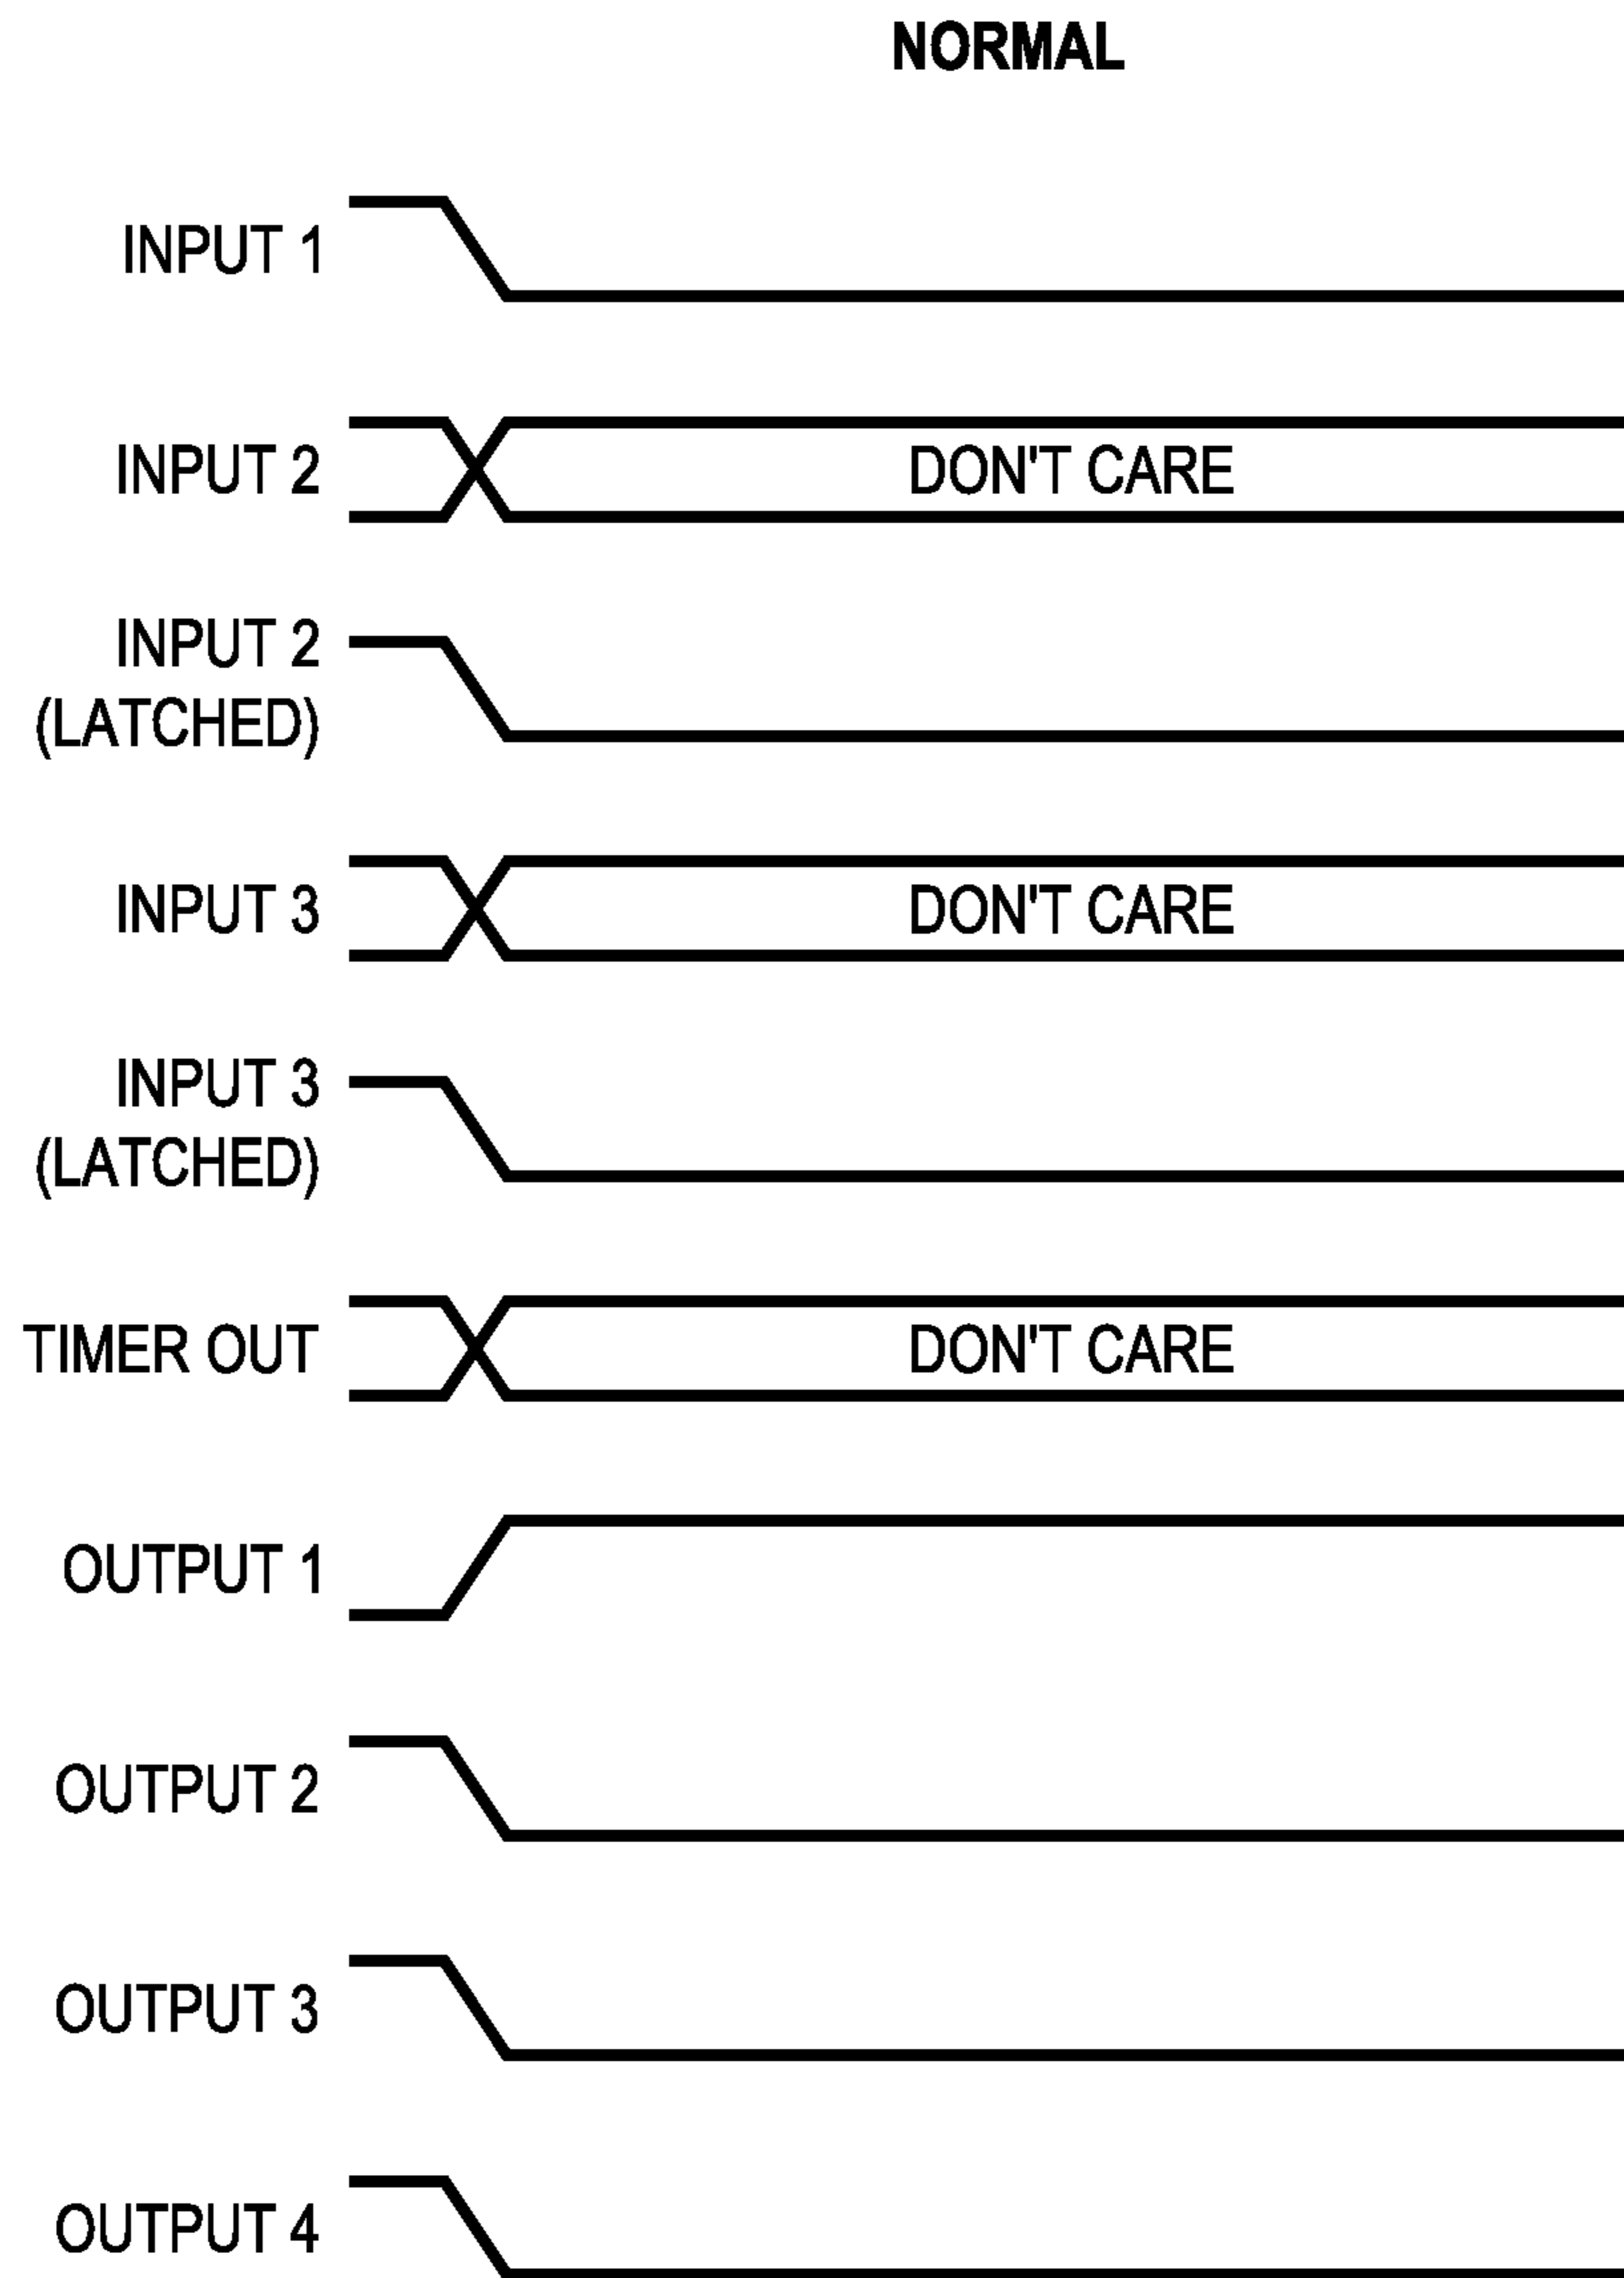 NORMAL
INPUT 1
INPUT 2
DON'T CARE
INPUT 2
(LATCHED)
INPUT 3
DON'T CARE
INPUT 3
(LATCHED)
TIMER OUT
DON'T CARE
OUTPUT 1
OUTPUT 2
OUTPUT 3
OUTPUT 4